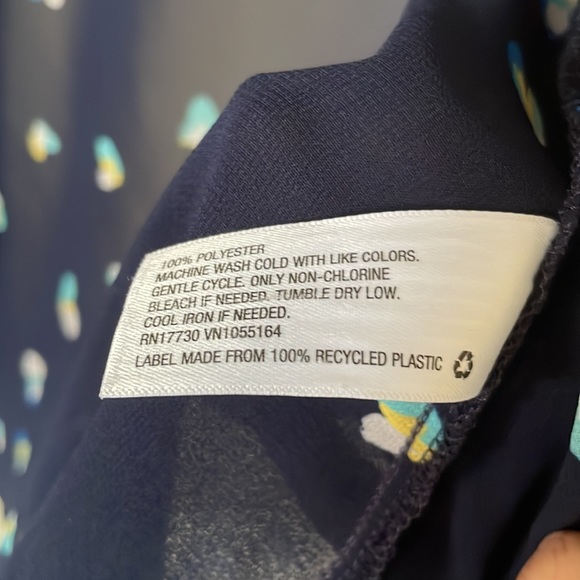 100% POLYESTER
MACHINE WASH COLD WITH LIKE COLORS.
GENTLE CYCLE. ONLY NON-CHLORINE
BLEACH IF NEEDED. TUMBLE DRY LOW.
COOL IRON IF NEEDED.
RN17730 VN1055164
LABEL MADE FROM 100% RECYCLED PLASTIC